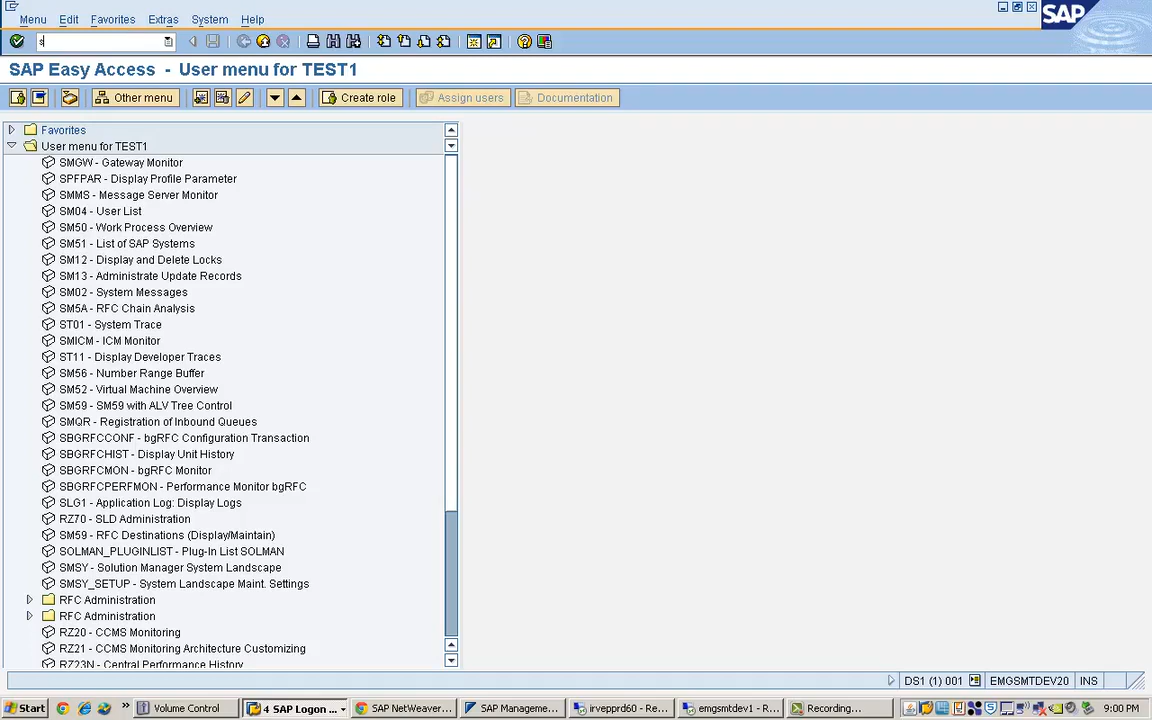 Menu Edit Favorites Extras System Help
SAP
s
SAP Easy Access - User menu for TEST1
Other menu Create role Assign users Documentation
Favorites
User menu for TEST1
SMGW - Gateway Monitor
SPFPAR - Display Profile Parameter
SMMS - Message Server Monitor
SM04 - User List
SM50 - Work Process Overview
SM51 - List of SAP Systems
SM12 - Display and Delete Locks
SM13 - Administrate Update Records
SM02 - System Messages
SM5A - RFC Chain Analysis
ST01 - System Trace
SMICM - ICM Monitor
ST11 - Display Developer Traces
SM56 - Number Range Buffer
SM52 - Virtual Machine Overview
SM59 - SM59 with ALV Tree Control
SMQR - Registration of Inbound Queues
SBGRFCCONF - bgRFC Configuration Transaction
SBGRFCHIST - Display Unit History
SBGRFCMON - bgRFC Monitor
SBGRFCPERFMON - Performance Monitor bgRFC
SLG1 - Application Log: Display Logs
RZ70 - SLD Administration
SM59 - RFC Destinations (Display/Maintain)
SOLMAN_PLUGINLIST - Plug-In List SOLMAN
SMSY - Solution Manager System Landscape
SMSY_SETUP - System Landscape Maint. Settings
RFC Administration
RFC Administration
RZ20 - CCMS Monitoring
RZ21 - CCMS Monitoring Architecture Customizing
RZ23N - Central Performance History
DS1 (1) 001 EMGSMTDEV20 INS
Start » Volume Control 4 SAP Logon ... SAP NetWeaver... SAP Manageme... irvepprd60 - Re... emgsmtdev1 - R... Recording... 9:00 PM